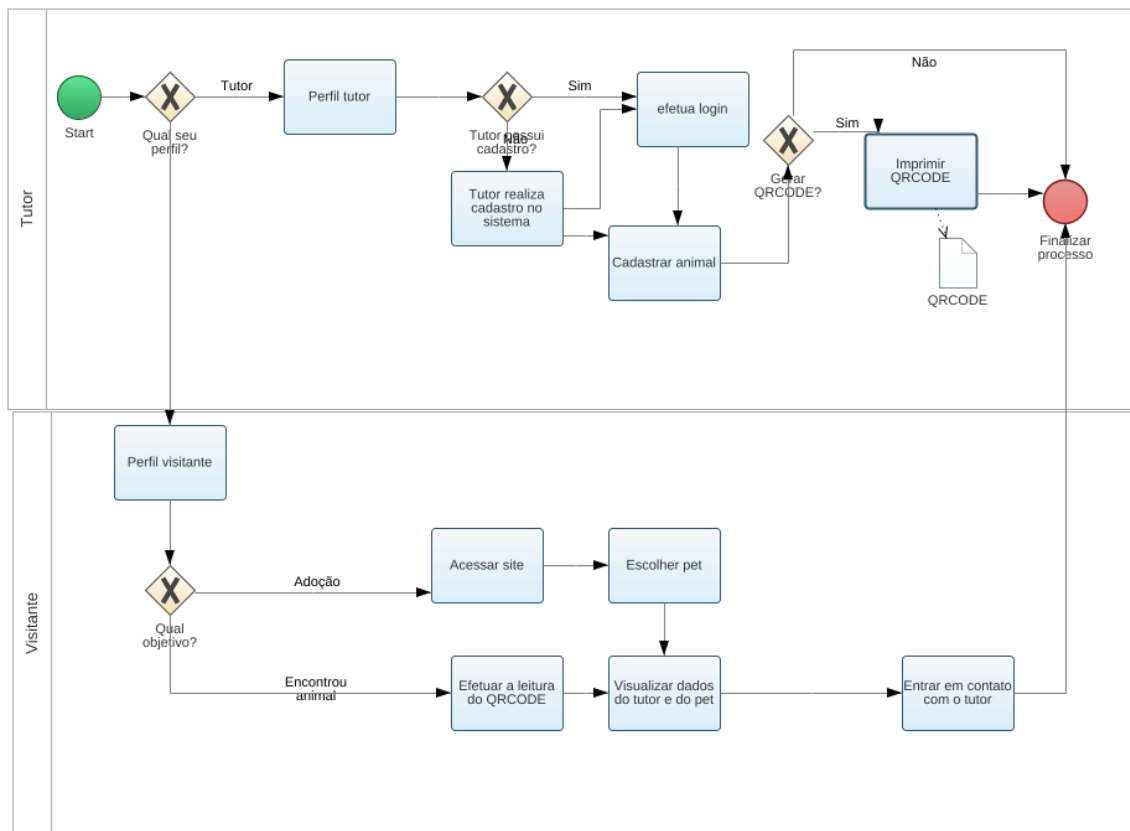 Tutor
Start
Qual seu
perfil?
Tutor
Perfil tutor
Tutor possui
cadastro?
Sim
Não
efetua login
Tutor realiza
cadastro no
sistema
Cadastrar animal
Gerar
QRCODE?
Sim
Não
Imprimir
QRCODE
QRCODE
Finalizar
processo
Visitante
Perfil visitante
Qual
objetivo?
Adoção
Acessar site
Escolher pet
Encontrou
animal
Efetuar a leitura
do QRCODE
Visualizar dados
do tutor e do pet
Entrar em contato
com o tutor